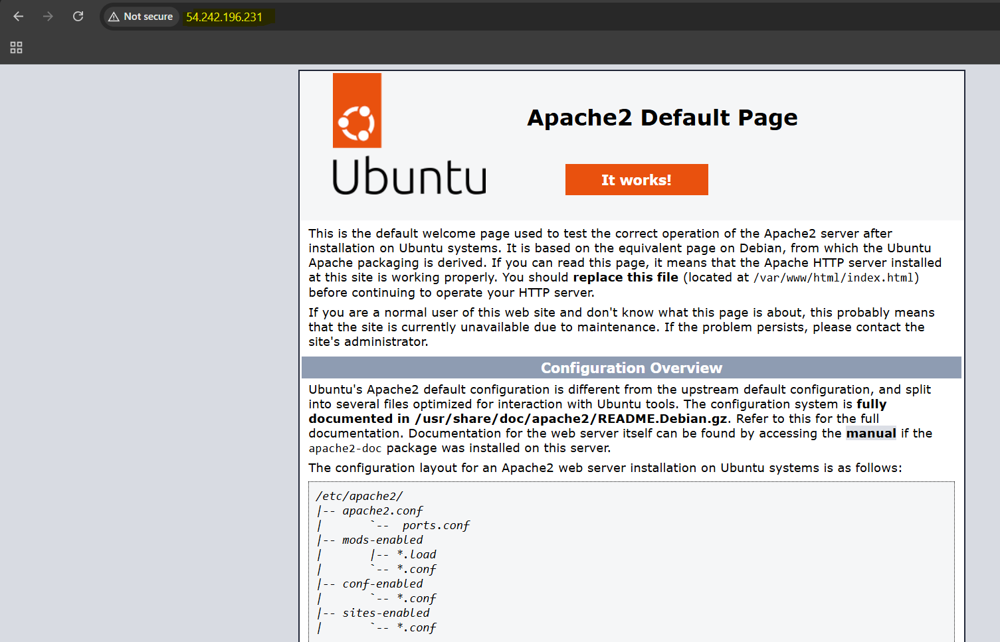 Not secure 54.242.196.231
Ubuntu
Apache2 Default Page
It works!
This is the default welcome page used to test the correct operation of the Apache2 server after
installation on Ubuntu systems. It is based on the equivalent page on Debian, from which the Ubuntu
Apache packaging is derived. If you can read this page, it means that the Apache HTTP server installed
at this site is working properly. You should replace this file (located at /var/www/html/index.html)
before continuing to operate your HTTP server.
If you are a normal user of this web site and don't know what this page is about, this probably means
that the site is currently unavailable due to maintenance. If the problem persists, please contact the
site's administrator.
Configuration Overview
Ubuntu's Apache2 default configuration is different from the upstream default configuration, and split
into several files optimized for interaction with Ubuntu tools. The configuration system is fully
documented in /usr/share/doc/apache2/README.Debian.gz. Refer to this for the full
documentation. Documentation for the web server itself can be found by accessing the manual if the
apache2-doc package was installed on this server.
The configuration layout for an Apache2 web server installation on Ubuntu systems is as follows:
/etc/apache2/
|-- apache2.conf
|       `--  ports.conf
|-- mods-enabled
|       |-- *.load
|       `-- *.conf
|-- conf-enabled
|       `-- *.conf
|-- sites-enabled
|       `-- *.conf